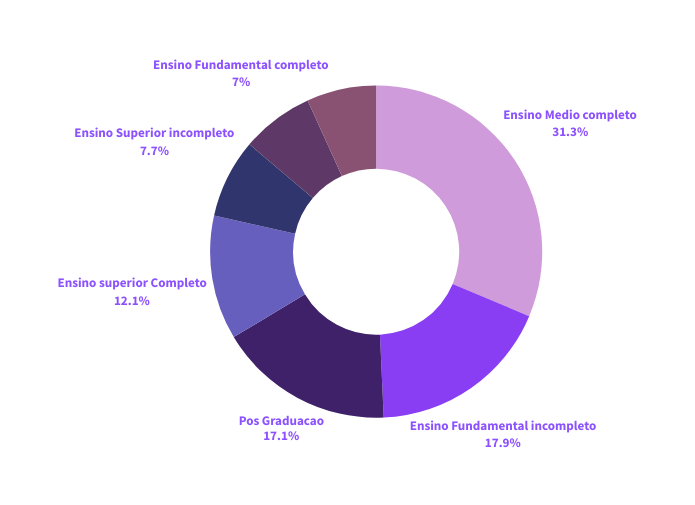 Ensino Fundamental completo
7%
Ensino Medio completo
31.3%
Ensino Superior incompleto
7.7%
Ensino superior Completo
12.1%
Pos Graduacao
17.1%
Ensino Fundamental incompleto
17.9%